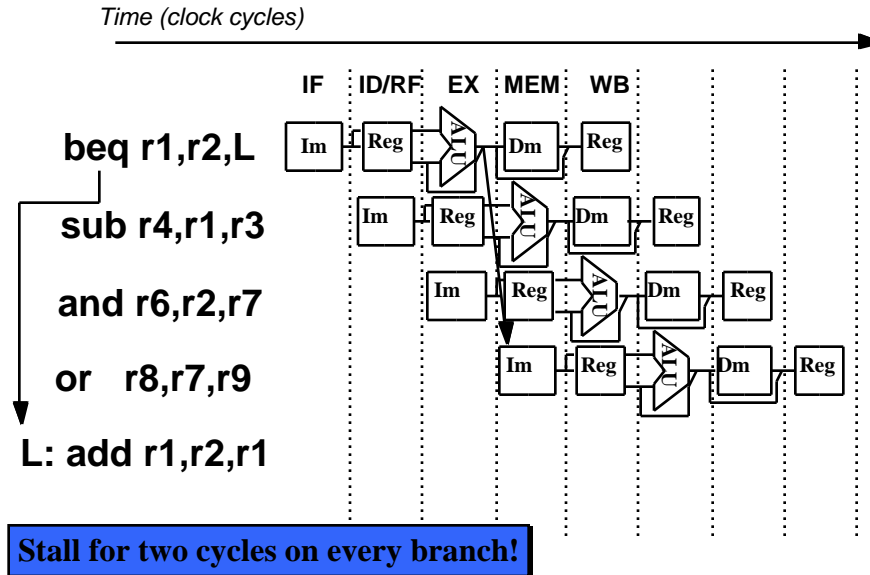 Time (clock cycles)
IF ID/RF EX MEM WB
beq r1,r2,L Im Reg ALU Dm Reg
sub r4,r1,r3 Im Reg ALU Dm Reg
and r6,r2,r7 Im Reg ALU Dm Reg
or r8,r7,r9 Im Reg ALU Dm Reg
L: add r1,r2,r1
Stall for two cycles on every branch!